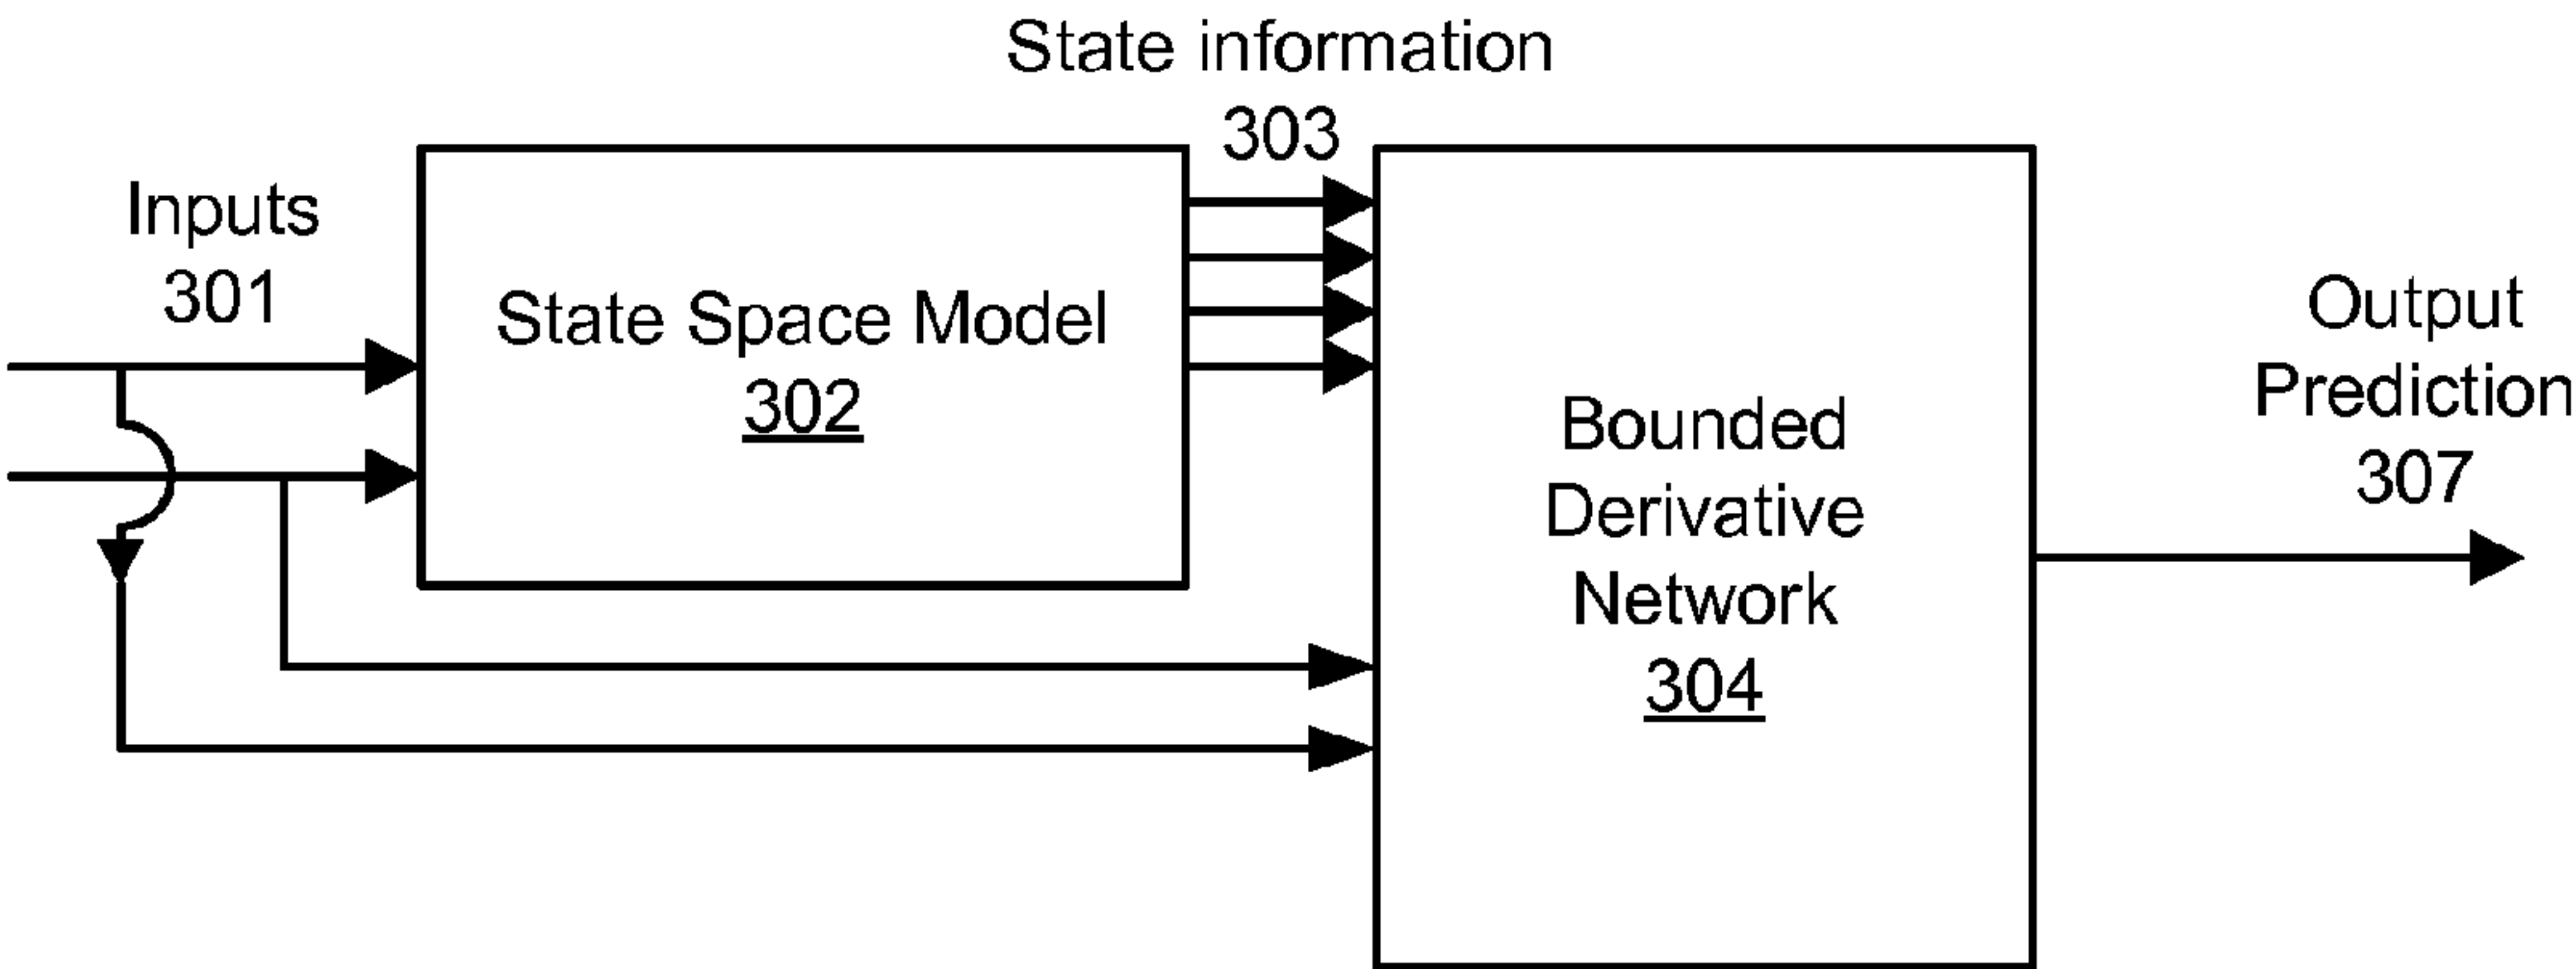 State information
303
Inputs
301
State Space Model
302
Bounded
Derivative
Network
304
Output
Prediction
307